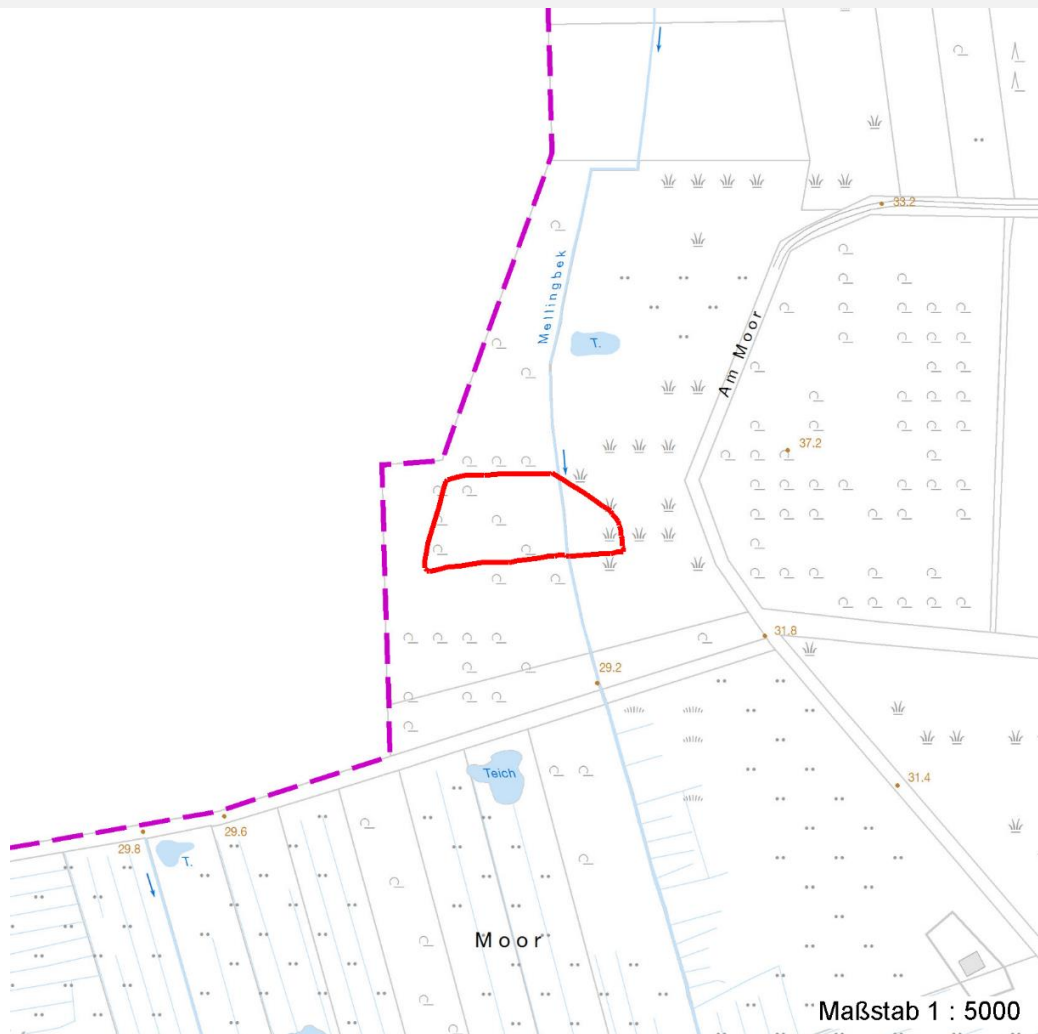 33.2
Mellingbek
T.
Am Moor
37.2
31.8
29.2
Teich
31.4
29.6
29.8
T.
Moor
Maßstab 1 : 5000